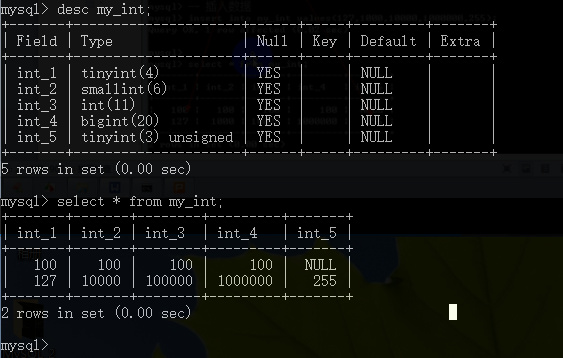 mysql> desc my_int;
+-------+---------------------+------+-----+---------+-------+
| Field | Type                | Null | Key | Default | Extra |
+-------+---------------------+------+-----+---------+-------+
| int_1 | tinyint(4)          | YES  |     | NULL    |       |
| int_2 | smallint(6)         | YES  |     | NULL    |       |
| int_3 | int(11)             | YES  |     | NULL    |       |
| int_4 | bigint(20)          | YES  |     | NULL    |       |
| int_5 | tinyint(3) unsigned | YES  |     | NULL    |       |
+-------+---------------------+------+-----+---------+-------+
5 rows in set (0.00 sec)
mysql> select * from my_int;
+-------+-------+--------+---------+-------+
| int_1 | int_2 | int_3  | int_4   | int_5 |
+-------+-------+--------+---------+-------+
|   100 |   100 |    100 |     100 |  NULL |
|   127 | 10000 | 100000 | 1000000 |   255 |
+-------+-------+--------+---------+-------+
2 rows in set (0.00 sec)
mysql>